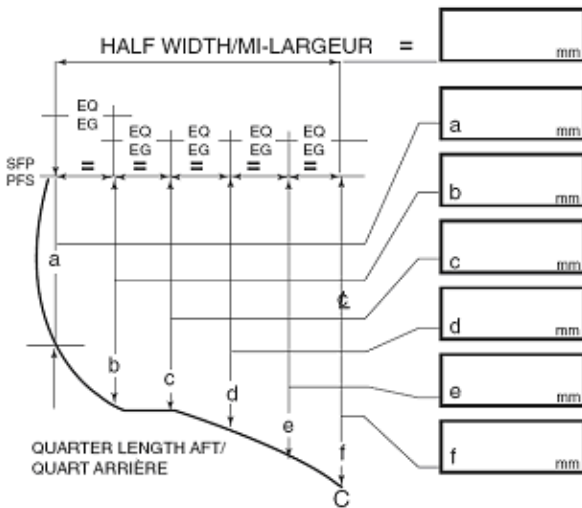 HALF WIDTH/MI-LARGEUR =
mm
EQ
EG
=
EQ
EG
=
EQ
EG
=
EQ
EG
=
EQ
EG
=
SFP
PFS
a
b
c
d
e
f
C
QUARTER LENGTH AFT/
QUART ARRIÈRE
a mm
b mm
c mm
d mm
e mm
f mm